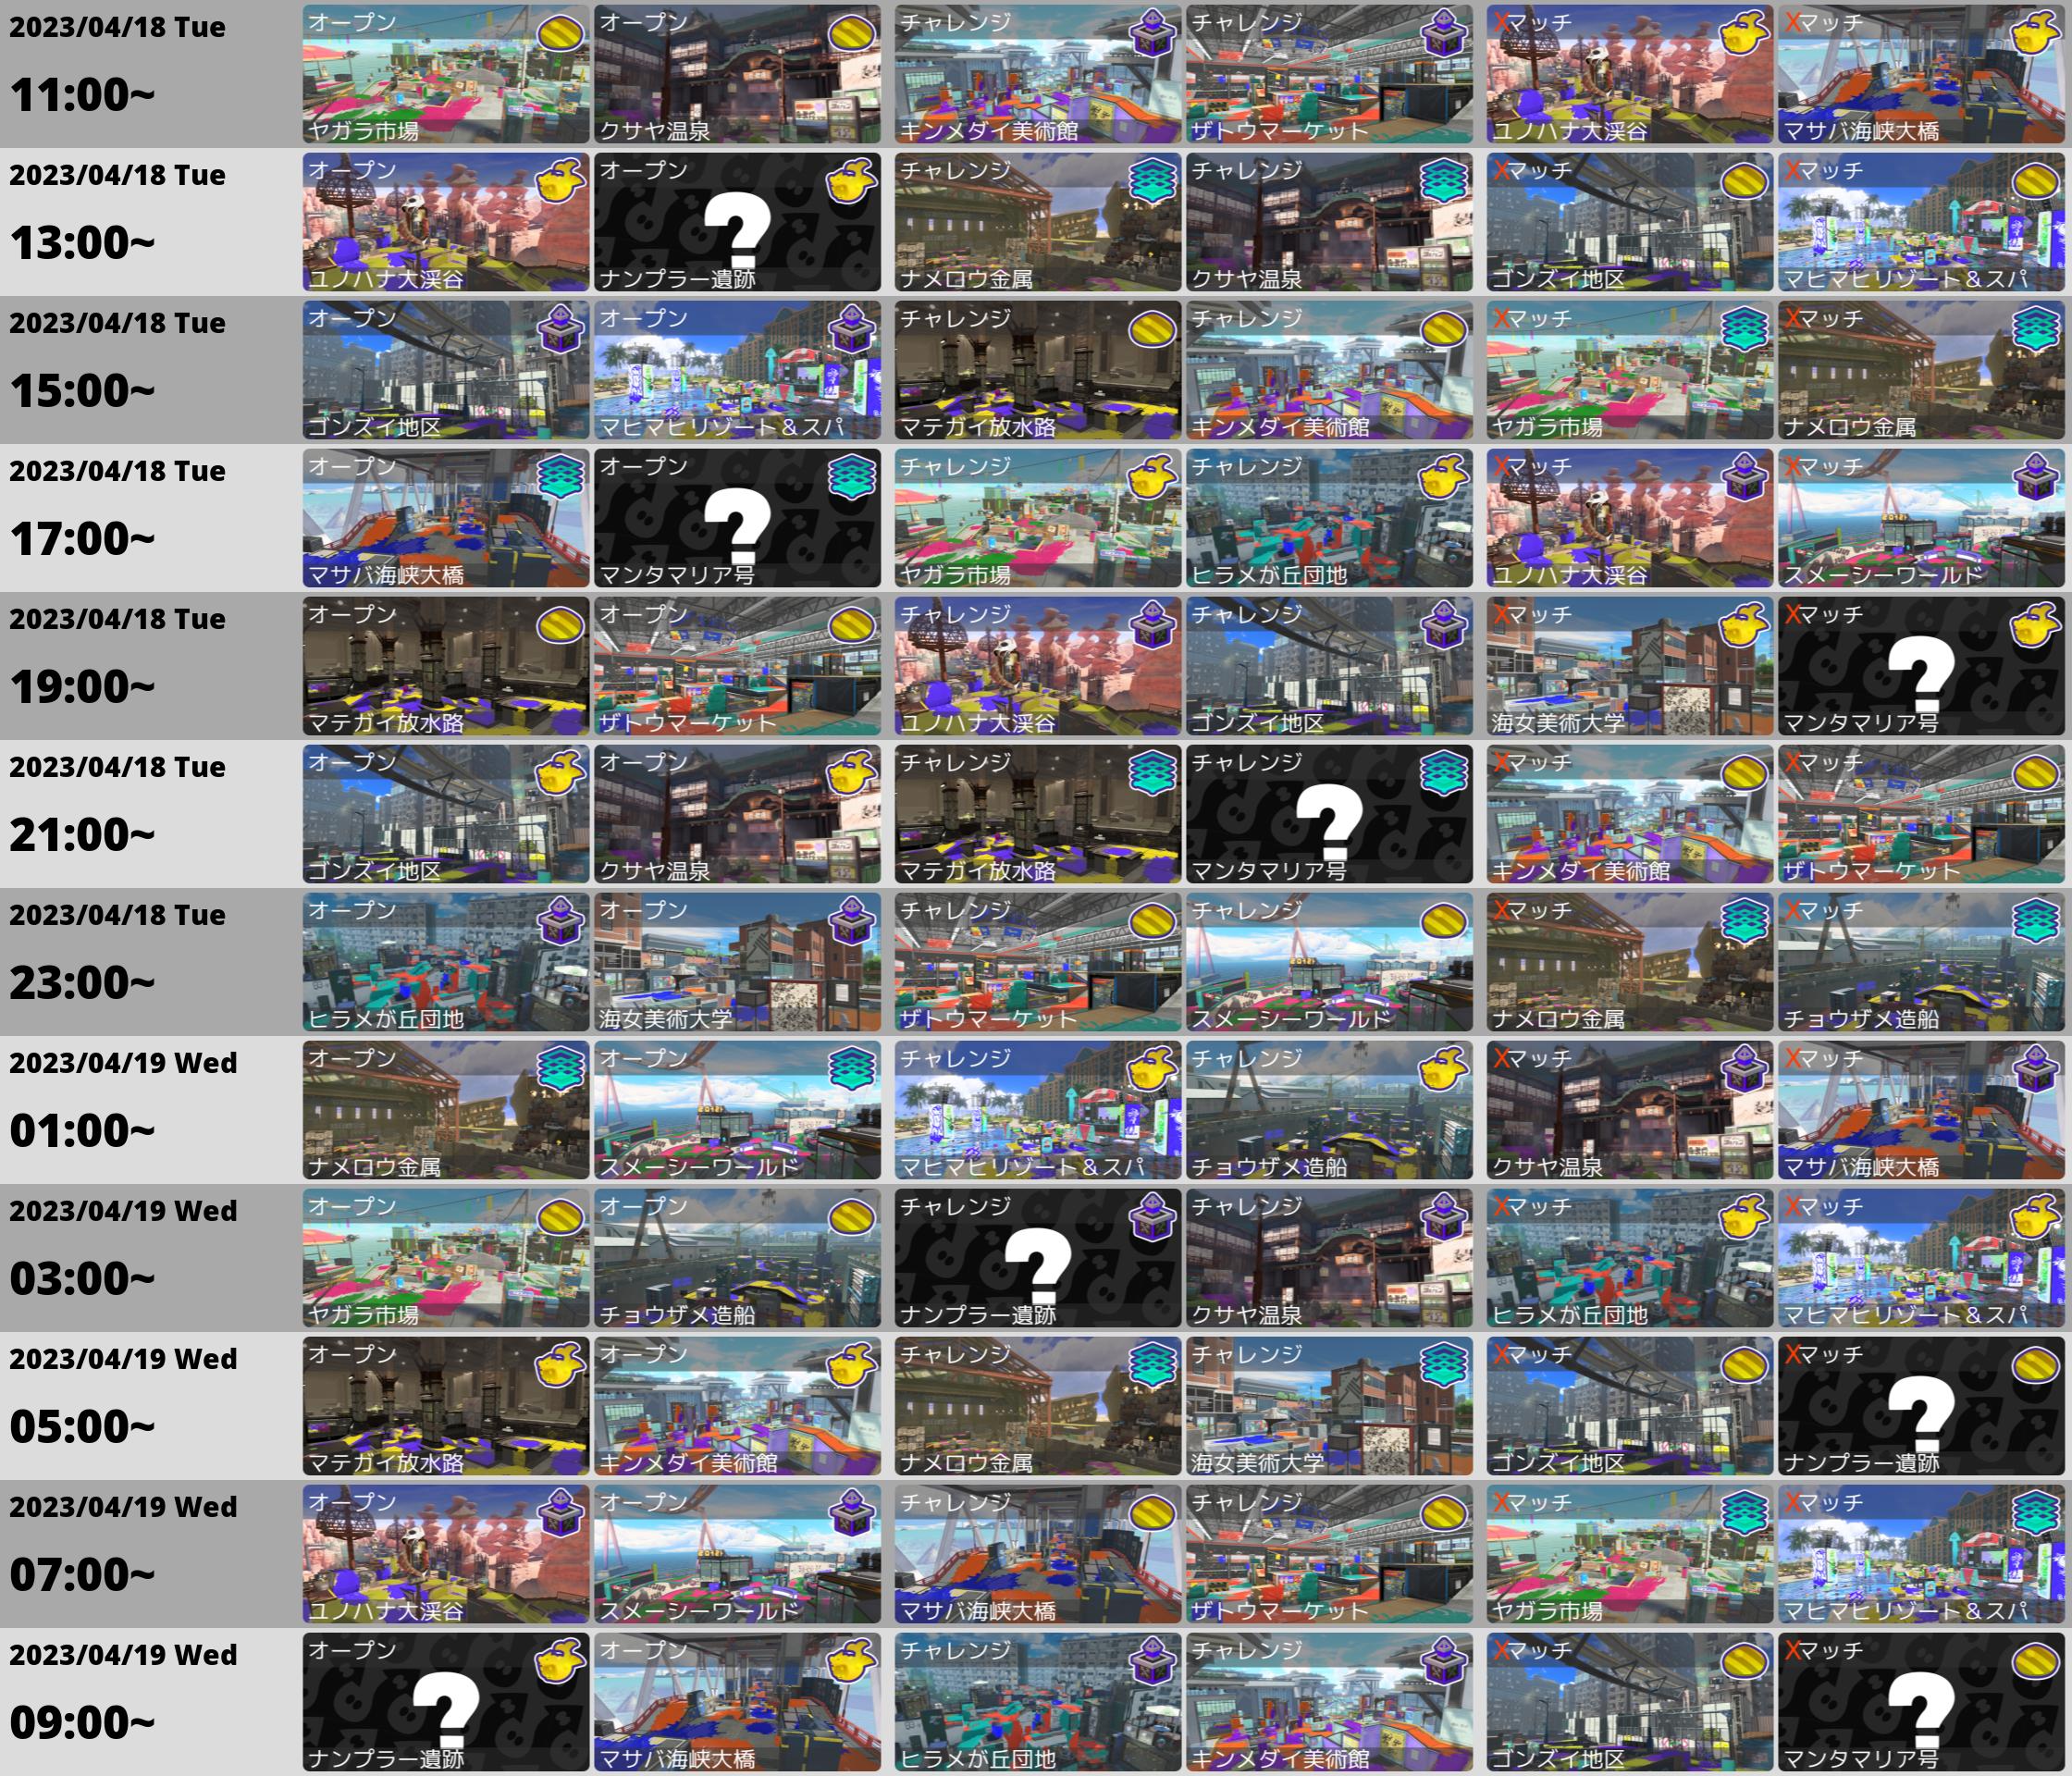 2023/04/18 Tue
11:00~
オープン オープン チャレンジ チャレンジ Xマッチ Xマッチ
ヤガラ市場 クサヤ温泉 キンメダイ美術館 ザトウマーケット ユノハナ大渓谷 マサバ海峡大橋
2023/04/18 Tue
13:00~
オープン オープン チャレンジ チャレンジ Xマッチ Xマッチ
?
ユノハナ大渓谷 ナンプラー遺跡 ナメロウ金属 クサヤ温泉 ゴンズイ地区 マヒマヒリゾート&スパ
2023/04/18 Tue
15:00~
オープン オープン チャレンジ チャレンジ Xマッチ Xマッチ
ゴンズイ地区 マヒマヒリゾート&スパ マテガイ放水路 キンメダイ美術館 ヤガラ市場 ナメロウ金属
2023/04/18 Tue
17:00~
オープン オープン チャレンジ チャレンジ Xマッチ Xマッチ
?
マサバ海峡大橋 マンタマリア号 ヤガラ市場 ヒラメが丘団地 ユノハナ大渓谷 スメーシーワールド
2023/04/18 Tue
19:00~
オープン オープン チャレンジ チャレンジ Xマッチ Xマッチ
?
マテガイ放水路 ザトウマーケット ユノハナ大渓谷 ゴンズイ地区 海女美術大学 マンタマリア号
2023/04/18 Tue
21:00~
オープン オープン チャレンジ チャレンジ Xマッチ Xマッチ
?
ゴンズイ地区 クサヤ温泉 マテガイ放水路 マンタマリア号 キンメダイ美術館 ザトウマーケット
2023/04/18 Tue
23:00~
オープン オープン チャレンジ チャレンジ Xマッチ Xマッチ
ヒラメが丘団地 海女美術大学 ザトウマーケット スメーシーワールド ナメロウ金属 チョウザメ造船
2023/04/19 Wed
01:00~
オープン オープン チャレンジ チャレンジ Xマッチ Xマッチ
ナメロウ金属 スメーシーワールド マヒマヒリゾート&スパ チョウザメ造船 クサヤ温泉 マサバ海峡大橋
2023/04/19 Wed
03:00~
オープン オープン チャレンジ チャレンジ Xマッチ Xマッチ
?
ヤガラ市場 チョウザメ造船 ナンプラー遺跡 クサヤ温泉 ヒラメが丘団地 マヒマヒリゾート&スパ
2023/04/19 Wed
05:00~
オープン オープン チャレンジ チャレンジ Xマッチ Xマッチ
?
マテガイ放水路 キンメダイ美術館 ナメロウ金属 海女美術大学 ゴンズイ地区 ナンプラー遺跡
2023/04/19 Wed
07:00~
オープン オープン チャレンジ チャレンジ Xマッチ Xマッチ
ユノハナ大渓谷 スメーシーワールド マサバ海峡大橋 ザトウマーケット ヤガラ市場 マヒマヒリゾート&スパ
2023/04/19 Wed
09:00~
オープン オープン チャレンジ チャレンジ Xマッチ Xマッチ
? ?
ナンプラー遺跡 マサバ海峡大橋 ヒラメが丘団地 キンメダイ美術館 ゴンズイ地区 マンタマリア号